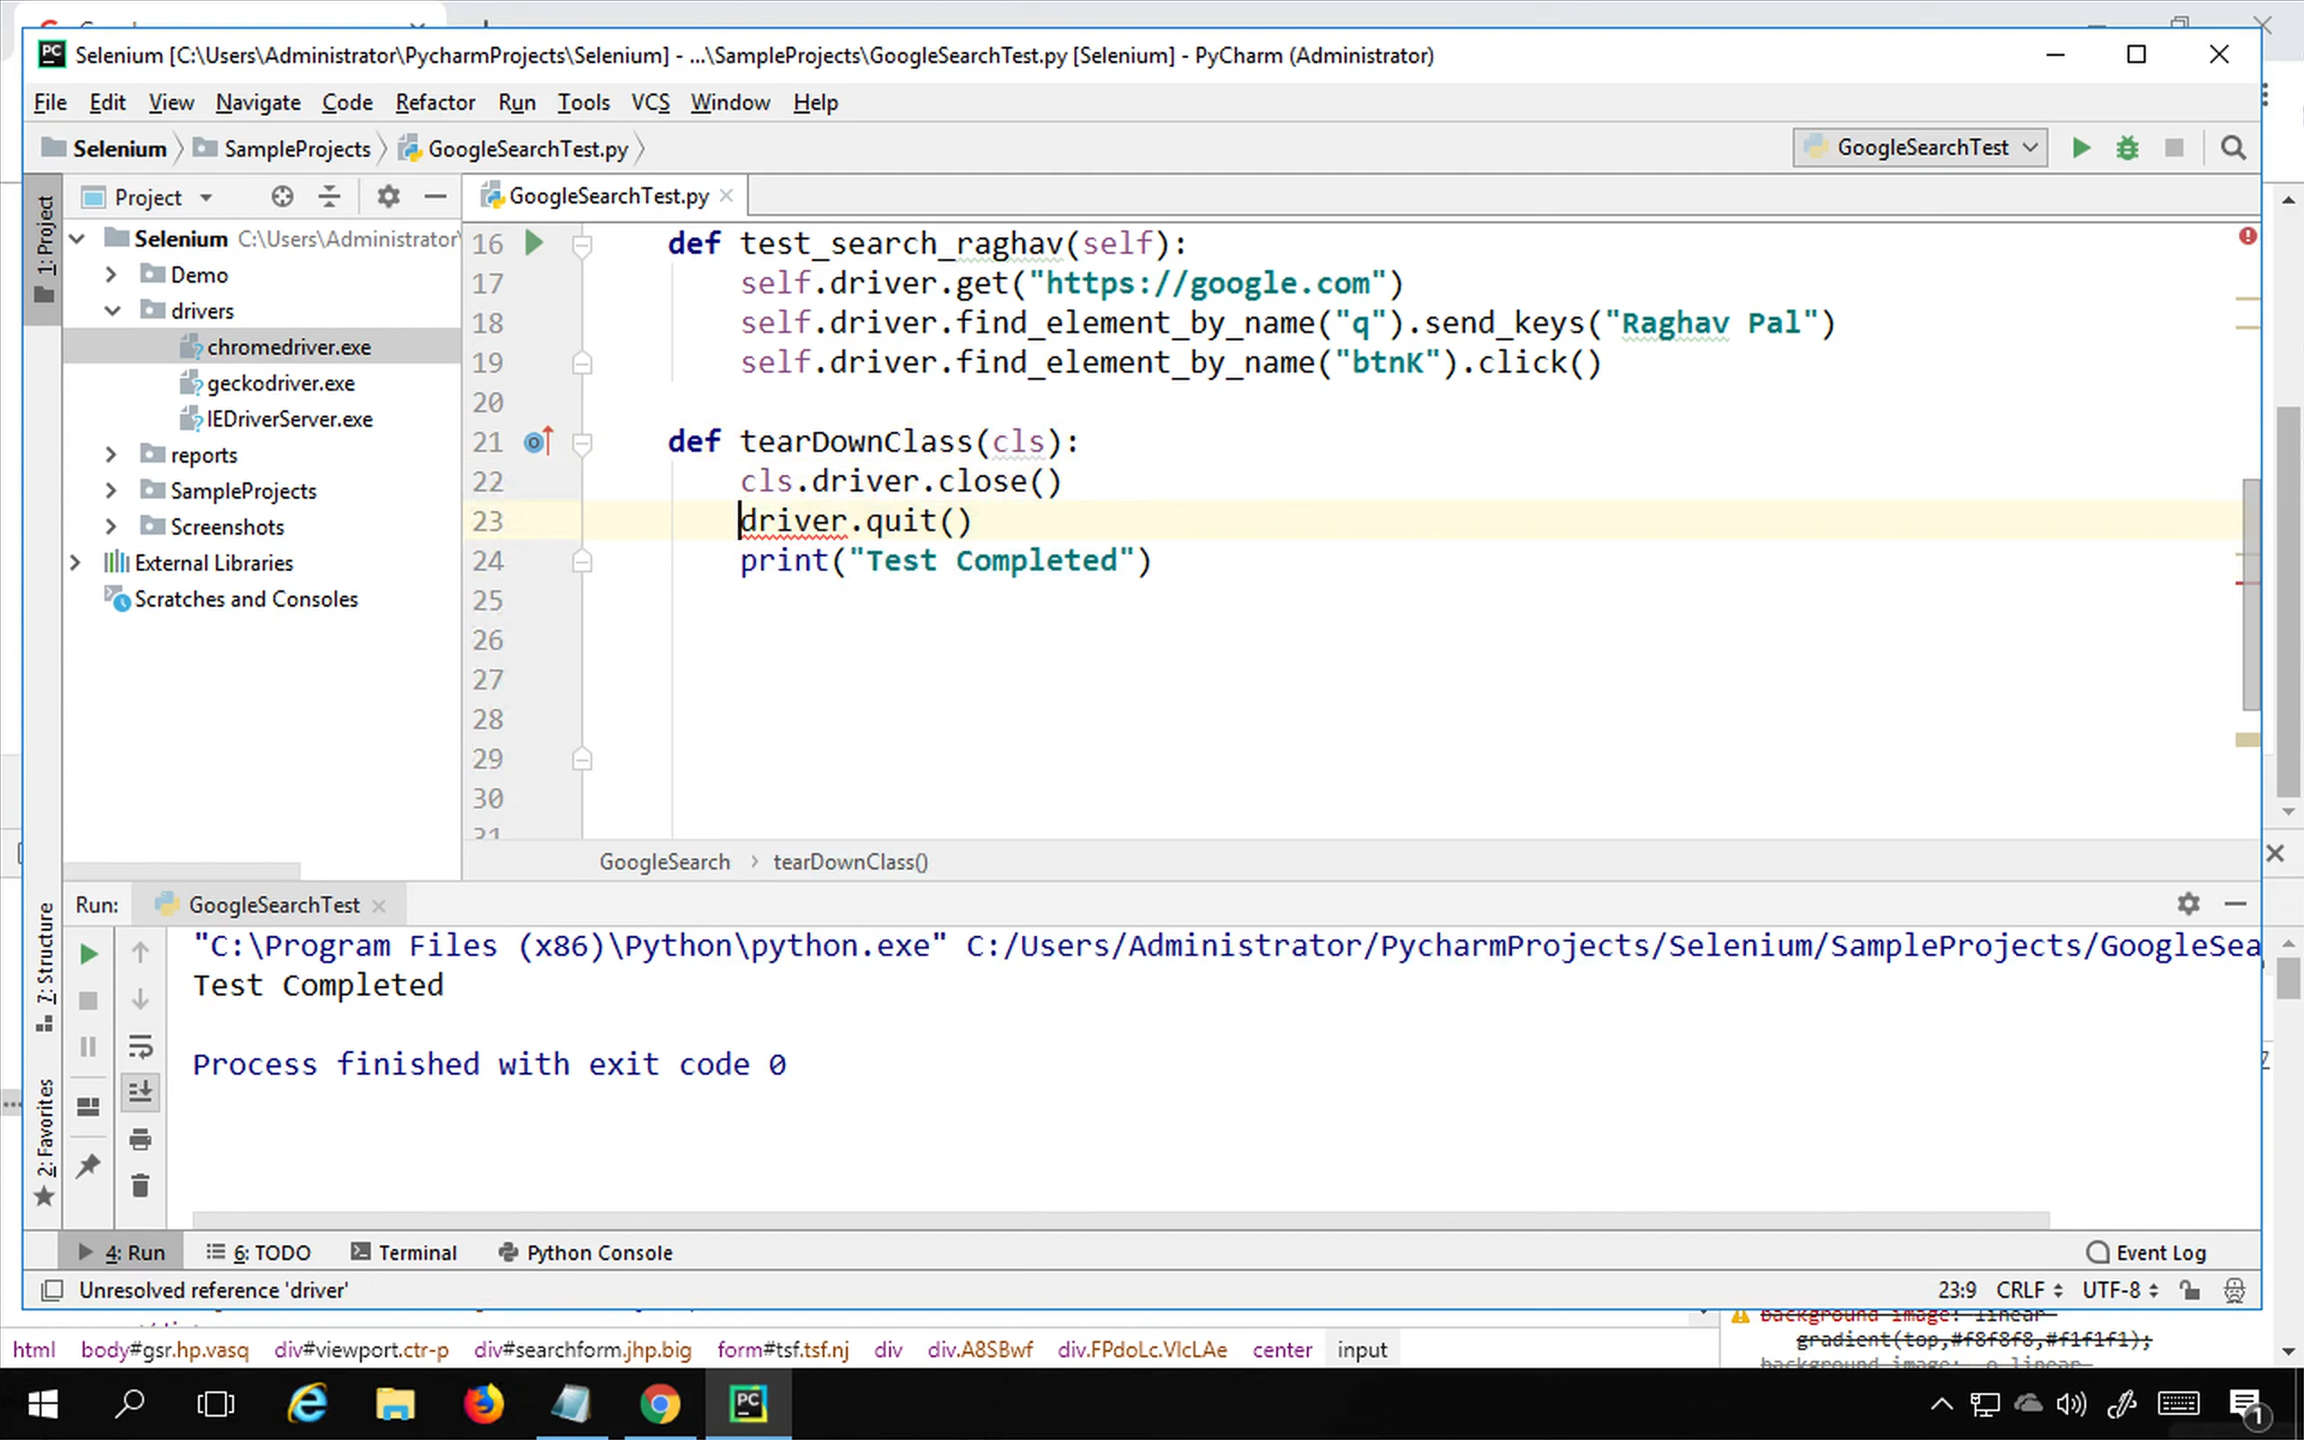 Selenium [C:\Users\Administrator\PycharmProjects\Selenium] - ...\SampleProjects\GoogleSearchTest.py [Selenium] - PyCharm (Administrator)
File Edit View Navigate Code Refactor Run Tools VCS Window Help
Selenium SampleProjects GoogleSearchTest.py
GoogleSearchTest
1: Project
Project
Selenium C:\Users\Administrator\
Demo
drivers
chromedriver.exe
geckodriver.exe
IEDriverServer.exe
reports
SampleProjects
Screenshots
External Libraries
Scratches and Consoles
GoogleSearchTest.py
16 def test_search_raghav(self):
17 self.driver.get("https://google.com")
18 self.driver.find_element_by_name("q").send_keys("Raghav Pal")
19 self.driver.find_element_by_name("btnK").click()
20
21 def tearDownClass(cls):
22 cls.driver.close()
23 driver.quit()
24 print("Test Completed")
25
26
27
28
29
30
31
GoogleSearch > tearDownClass()
7: Structure
2: Favorites
Run: GoogleSearchTest
"C:\Program Files (x86)\Python\python.exe" C:/Users/Administrator/PycharmProjects/Selenium/SampleProjects/GoogleSea
Test Completed
Process finished with exit code 0
4: Run 6: TODO Terminal Python Console Event Log
Unresolved reference 'driver' 23:9 CRLF UTF-8
background image: linear
gradient(top,#f8f8f8,#f1f1f1);
html body#gsr.hp.vasq div#viewport.ctr-p div#searchform.jhp.big form#tsf.tsf.nj div div.A8SBwf div.FPdoLc.VlcLAe center input
1